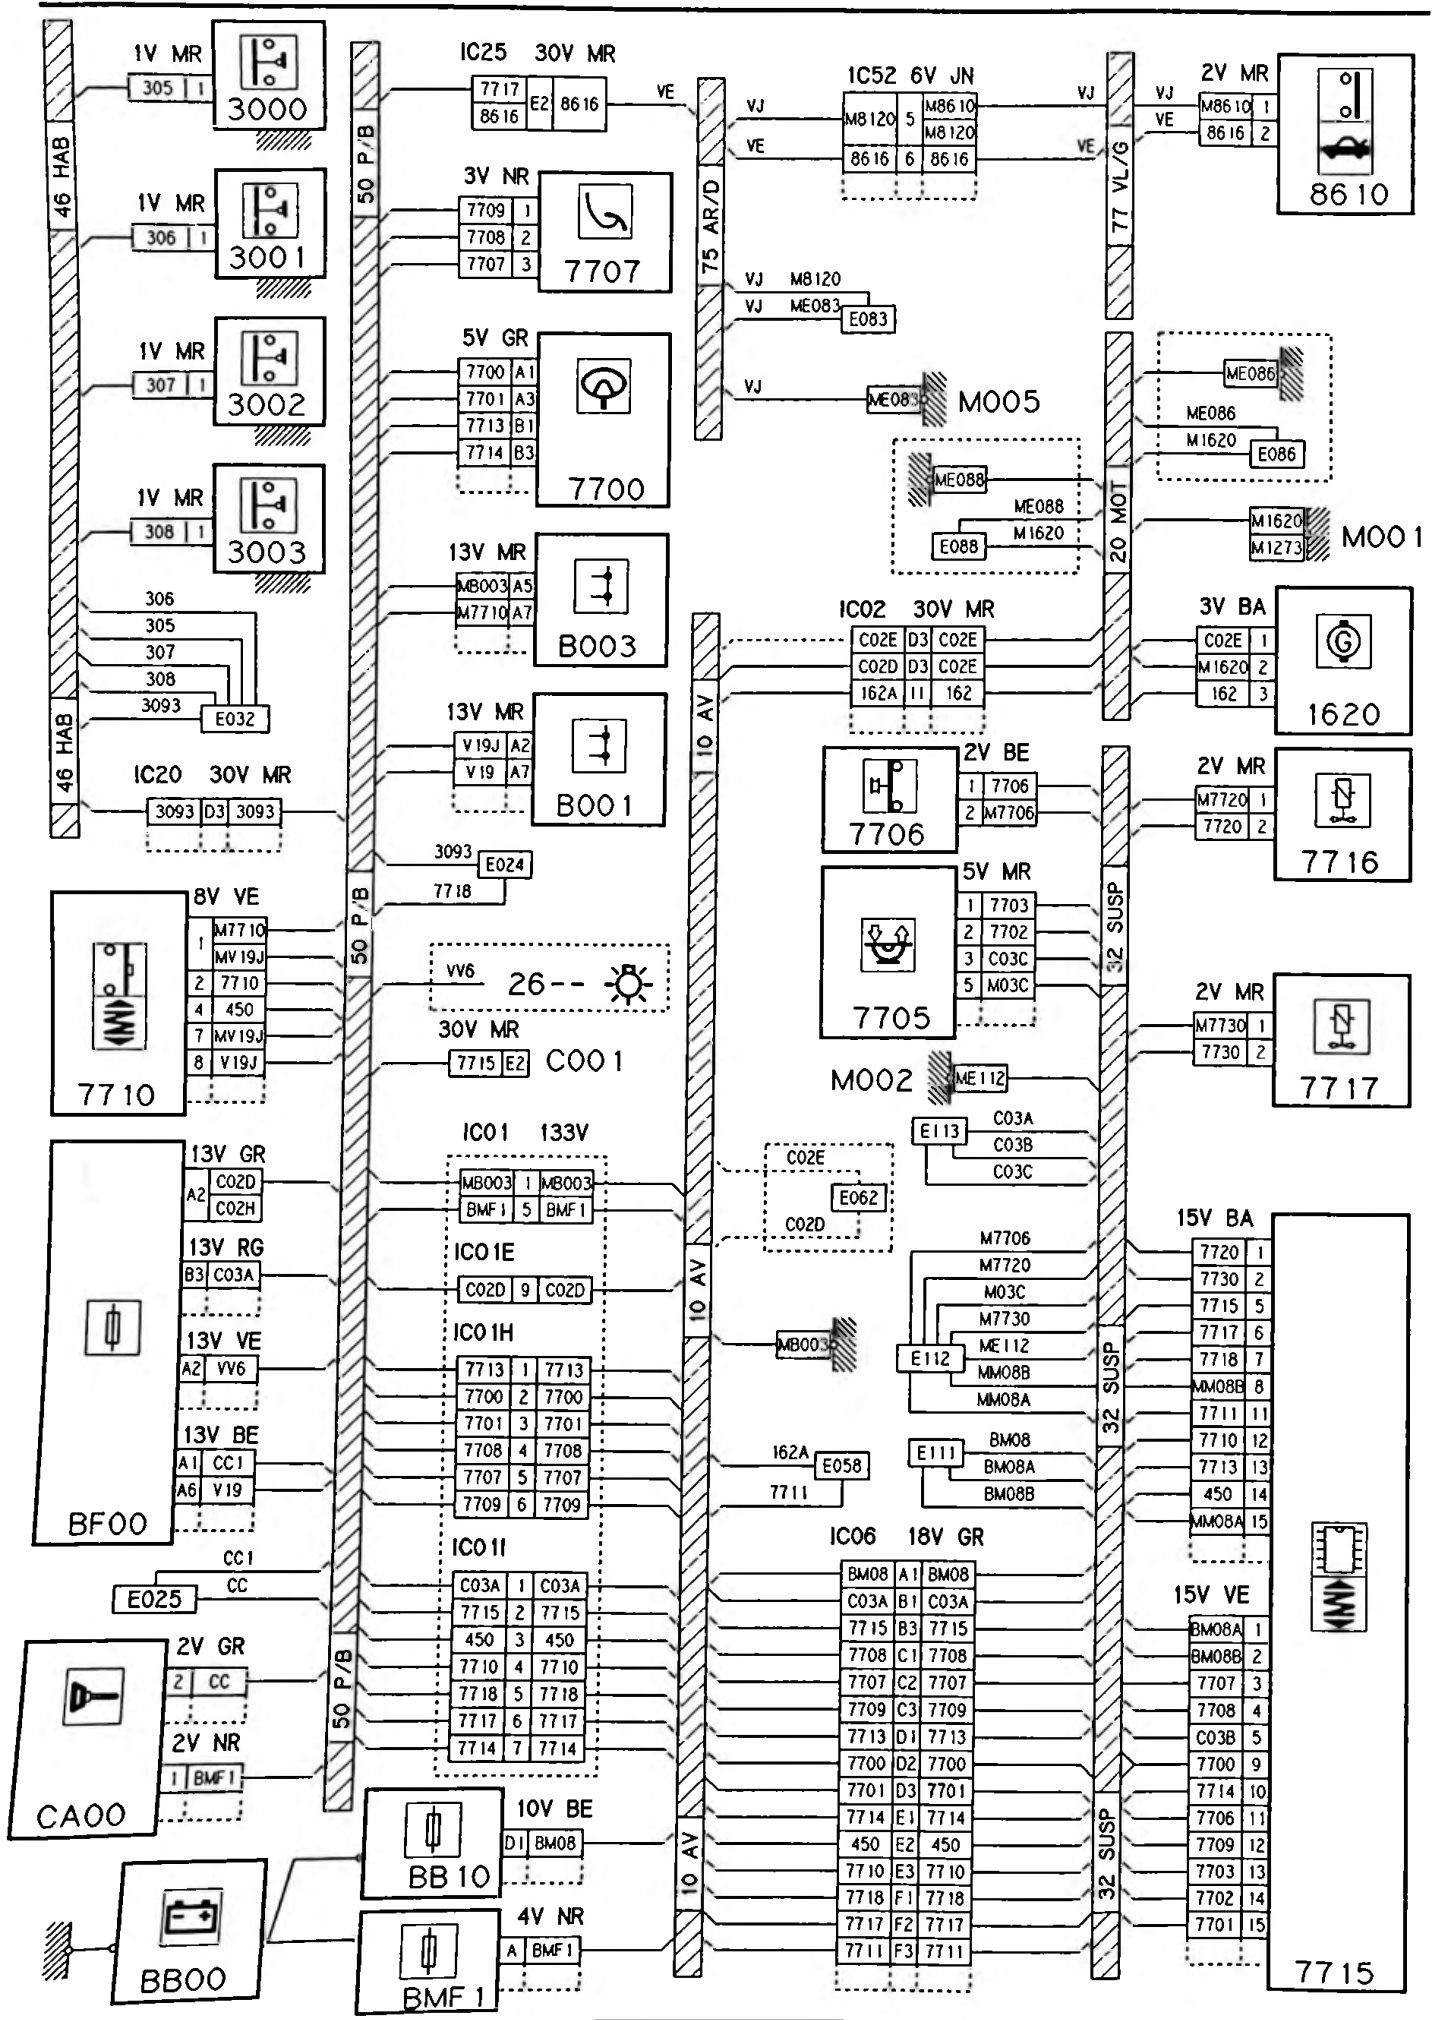 46 HAB
46 HAB
1V MR
305 1
3000
1V MR
306 1
3001
1V MR
307 1
3002
1V MR
308 1
3003
306
305
307
308
3093
E032
IC20 30V MR
3093 D3 3093
8V VE
1 M7710
MV19J
2 7710
4 450
7 MV19J
8 V19J
7710
13V GR
A2 C02D
C02H
13V RG
B3 C03A
13V VE
A2 VV6
13V BE
A1 CC1
A6 V19
BF00
CC1
CC
E025
2V GR
2 CC
2V NR
1 BMF1
CA00
BB00
50 P/B
50 P/B
50 P/B
IC25 30V MR
7717 E2 8616
8616
VE
3V NR
7709 1
7708 2
7707 3
7707
5V GR
7700 A1
7701 A3
7713 B1
7714 B3
7700
13V MR
MB003 A5
M7710 A7
B003
13V MR
V19J A2
V19 A7
B001
3093
E024
7718
VV6
26--
30V MR
7715 E2
C001
IC01 133V
MB003 1 MB003
BMF1 5 BMF1
IC01E
C02D 9 C02D
IC01H
7713 1 7713
7700 2 7700
7701 3 7701
7708 4 7708
7707 5 7707
7709 6 7709
IC01I
C03A 1 C03A
7715 2 7715
450 3 450
7710 4 7710
7718 5 7718
7717 6 7717
7714 7 7714
10V BE
D1 BM08
BB10
4V NR
A BMF1
BMF1
75 AR/D
10 AV
10 AV
10 AV
VJ
VE
1C52 6V JN
M8120 5 M8610
M8120
8616 6 8616
VJ
VE
VJ M8120
VJ ME083
E083
VJ
ME083
M005
ME088
ME088
M1620
E088
IC02 30V MR
C02E D3 C02E
C02D D3 C02E
162A 11 162
2V BE
1 7706
2 M7706
7706
5V MR
1 7703
2 7702
3 C03C
5 M03C
7705
M002
ME112
C02E
E062
C02D
E113
C03A
C03B
C03C
MB003
M7706
M7720
M03C
M7730
ME112
MM08B
MM08A
E112
162A
E058
7711
E111
BM08
BM08A
BM08B
IC06 18V GR
BM08 A1 BM08
C03A B1 C03A
7715 B3 7715
7708 C1 7708
7707 C2 7707
7709 C3 7709
7713 D1 7713
7700 D2 7700
7701 D3 7701
7714 E1 7714
450 E2 450
7710 E3 7710
7718 F1 7718
7717 F2 7717
7711 F3 7711
77 VL/G
20 MOT
32 SUSP
32 SUSP
32 SUSP
VJ
VE
2V MR
M8610 1
8616 2
8610
ME086
ME086
M1620
E086
M1620
M1273
M001
3V BA
C02E 1
M1620 2
162 3
1620
2V MR
M7720 1
7720 2
7716
2V MR
M7730 1
7730 2
7717
15V BA
7720 1
7730 2
7715 5
7717 6
7718 7
MM08B 8
7711 11
7710 12
7713 13
450 14
MM08A 15
15V VE
BM08A 1
BM08B 2
7707 3
7708 4
C03B 5
7700 9
7714 10
7706 11
7709 12
7703 13
7702 14
7701 15
7715